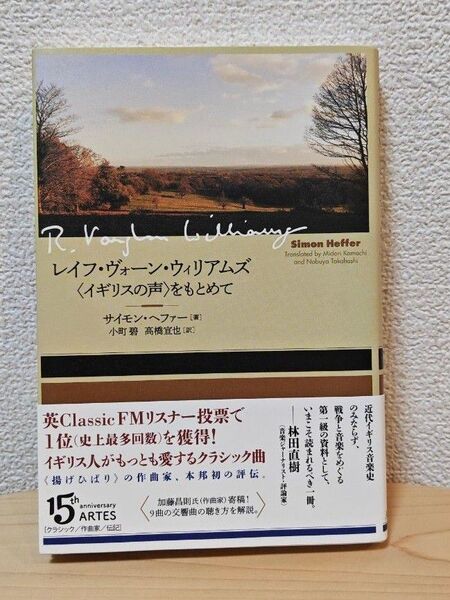 R. Vaughan Williams
Simon Heffer
Translated by Midori Komachi
and Nobuya Takahashi
レイフ・ヴォーン・ウィリアムズ
〈イギリスの声〉をもとめて
サイモン・ヘファー［著］
小町 碧 高橋宣也［訳］
英Classic FMリスナー投票で
1位（史上最多回数）を獲得！
イギリス人がもっとも愛するクラシック曲
《揚げひばり》の作曲家、本邦初の評伝。
15th
anniversary
ARTES
［クラシック／作曲家／伝記］
加藤昌則氏（作曲家）寄稿！
9曲の交響曲の聴き方を解説。
近代イギリス音楽史
のみならず、
戦争と音楽をめぐる
第一級の資料として、
いまこそ読まれるべき一冊。
――林田直樹
（音楽ジャーナリスト・評論家）